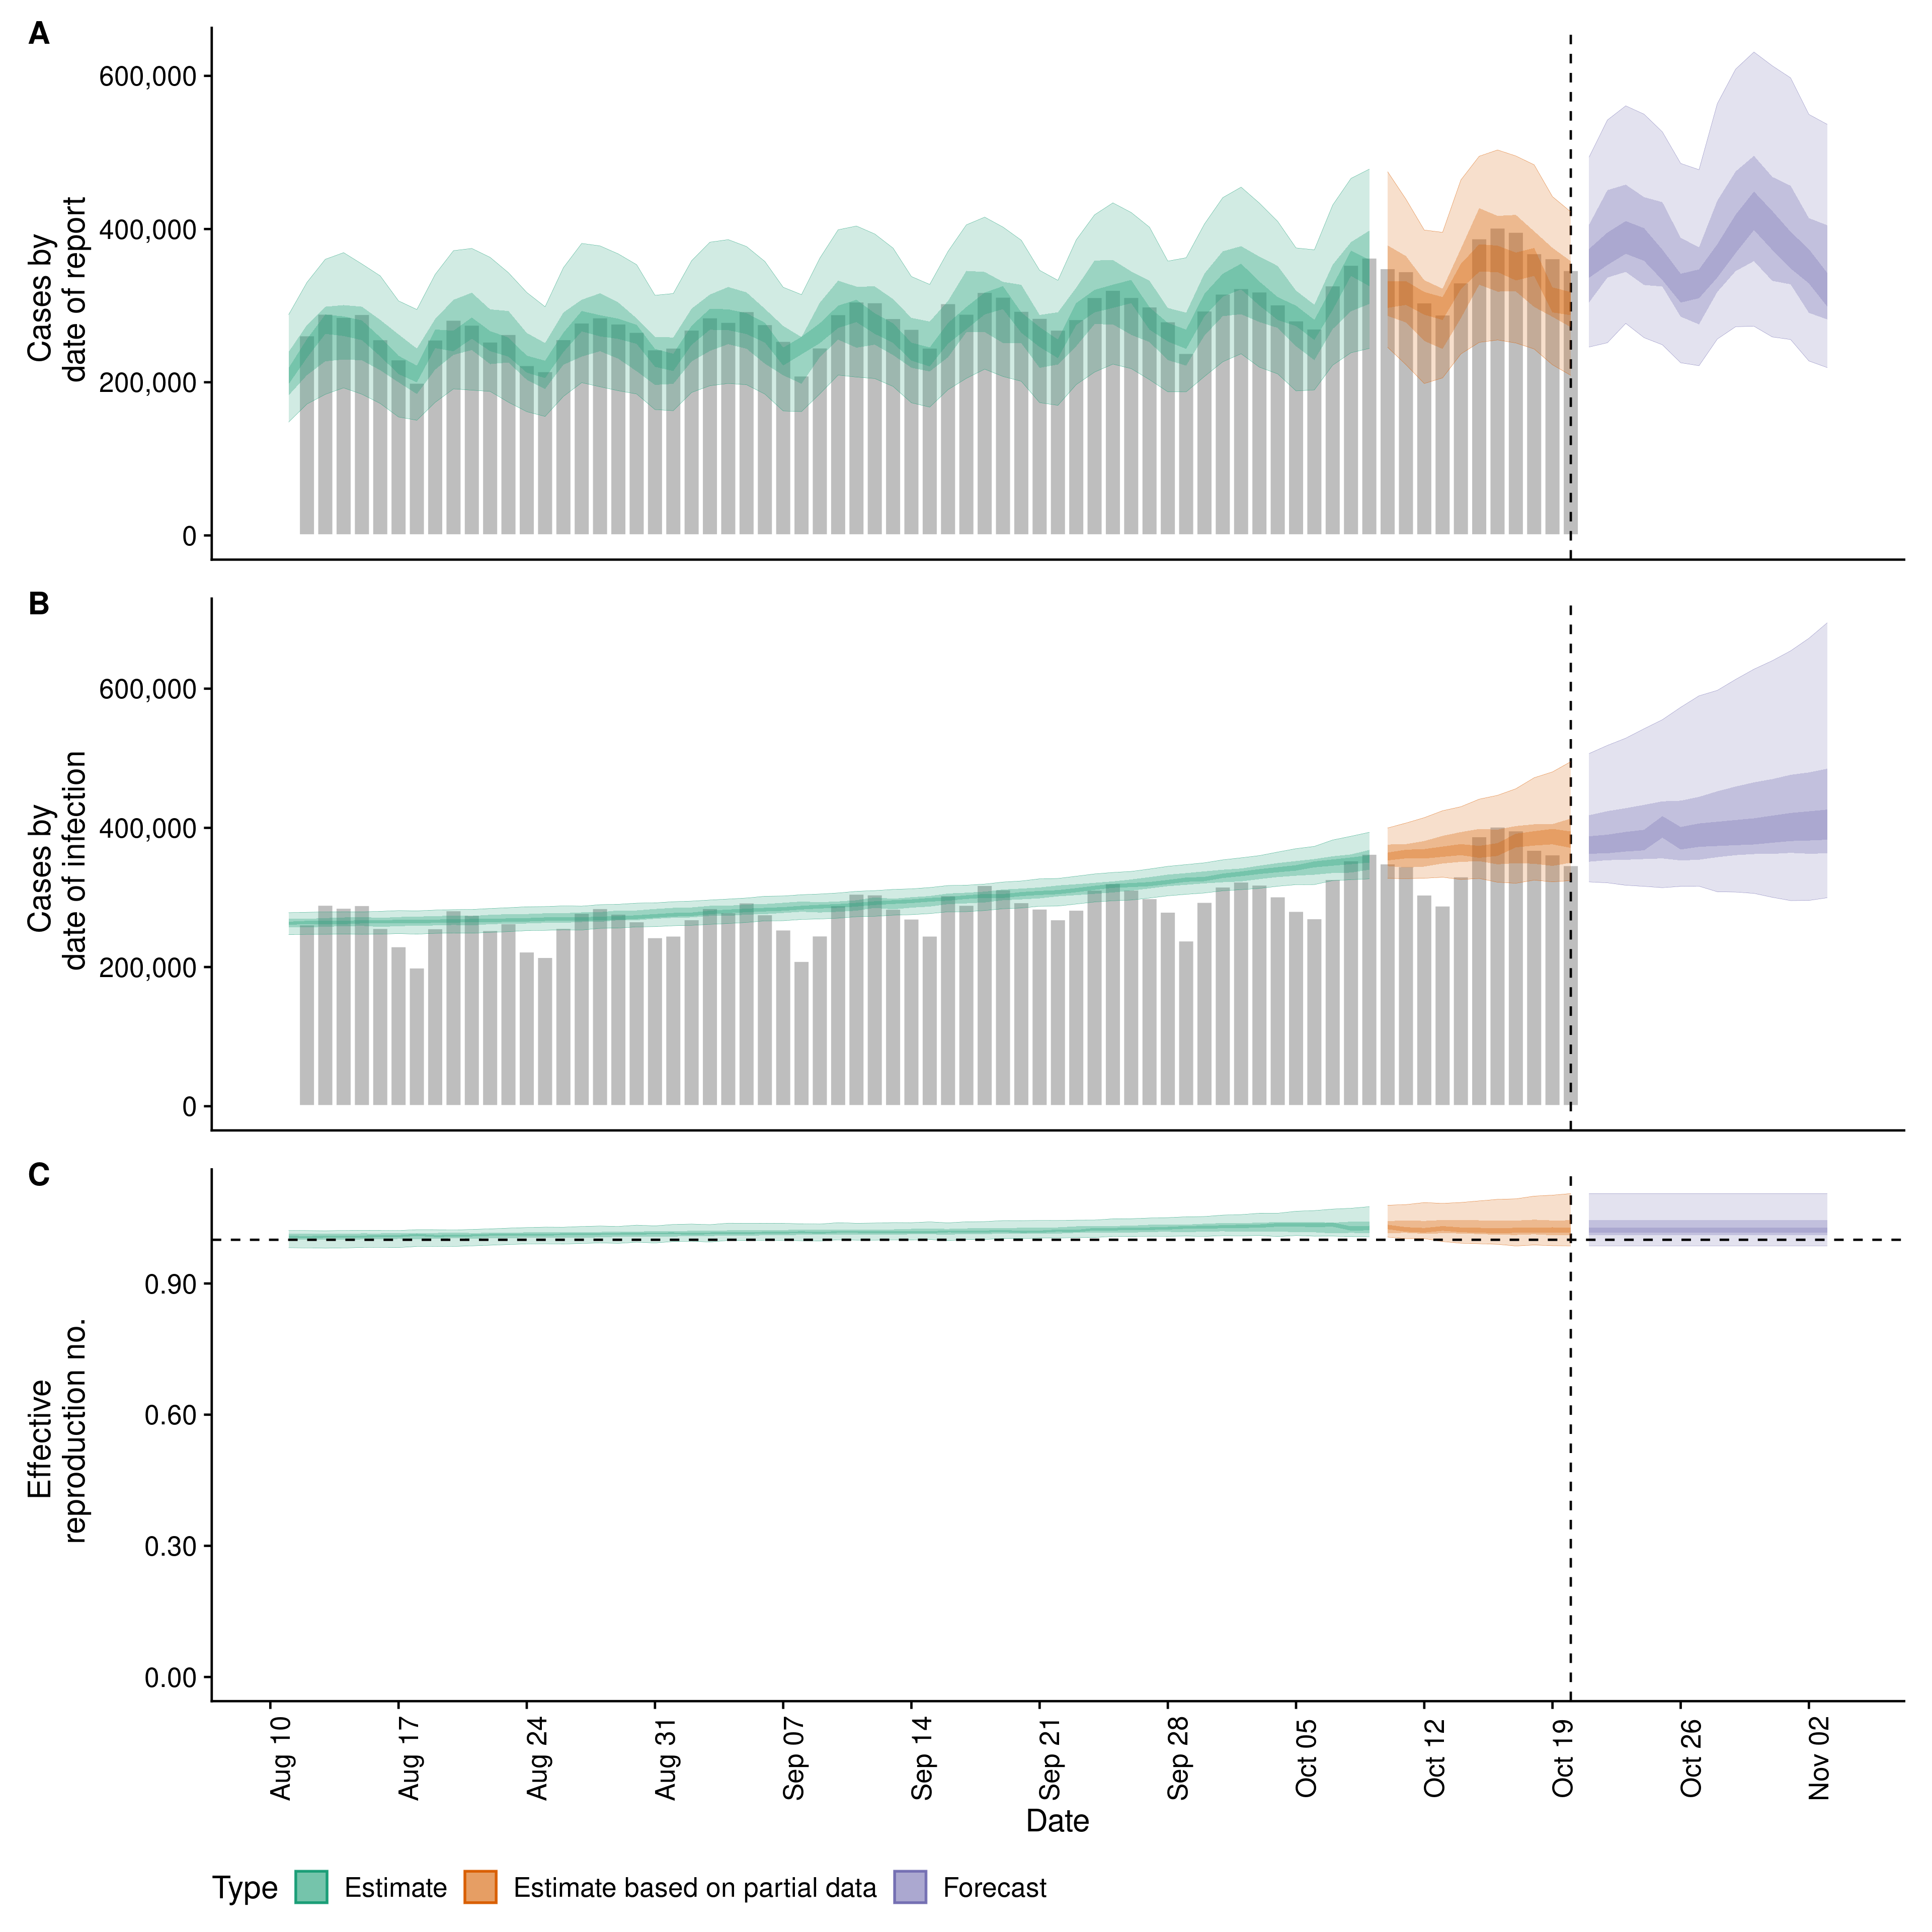 A
600,000
400,000
200,000
0
Cases by
date of report
B
600,000
400,000
200,000
0
Cases by
date of infection
C
0.90
0.60
0.30
0.00
Effective
reproduction no.
Aug 10
Aug 17
Aug 24
Aug 31
Sep 07
Sep 14
Sep 21
Sep 28
Oct 05
Oct 12
Oct 19
Oct 26
Nov 02
Date
Type Estimate Estimate based on partial data Forecast